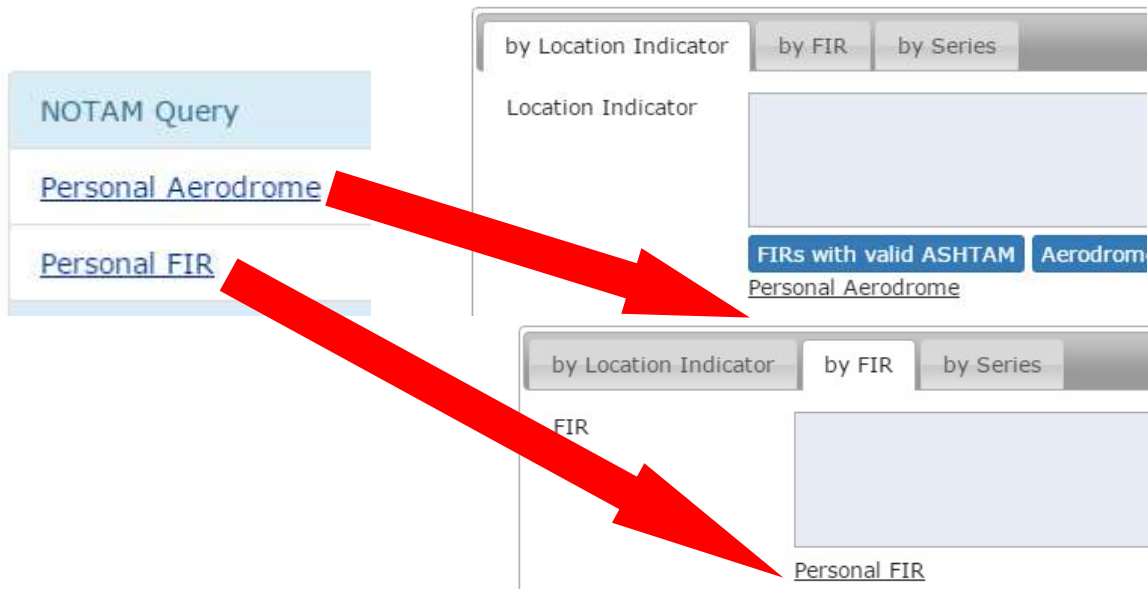 NOTAM Query
Personal Aerodrome
Personal FIR
by Location Indicator by FIR by Series
Location Indicator
FIRs with valid ASHTAM Aerodrome
Personal Aerodrome
by Location Indicator by FIR by Series
FIR
Personal FIR